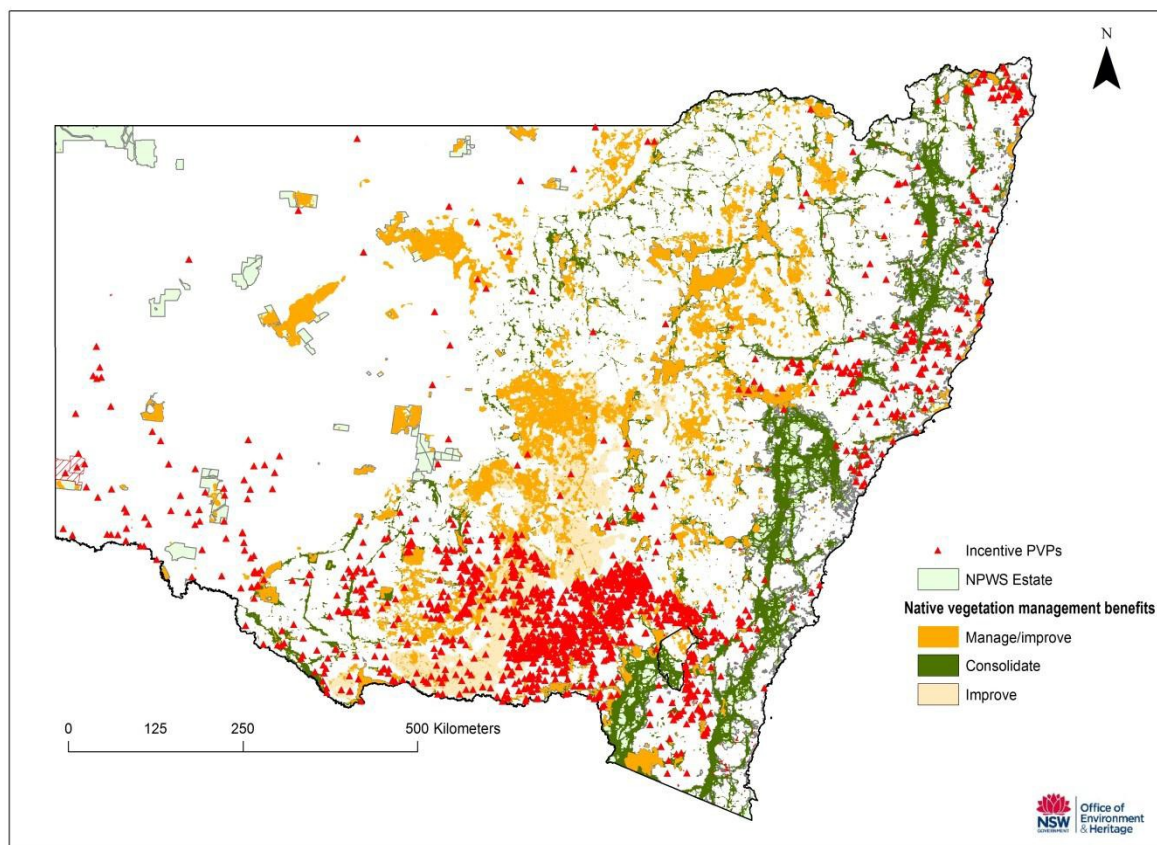 N
Incentive PVPs
NPWS Estate
Native vegetation management benefits
Manage/improve
Consolidate
Improve
0 125 250 500 Kilometers
NSW
GOVERNMENT
Office of
Environment
& Heritage